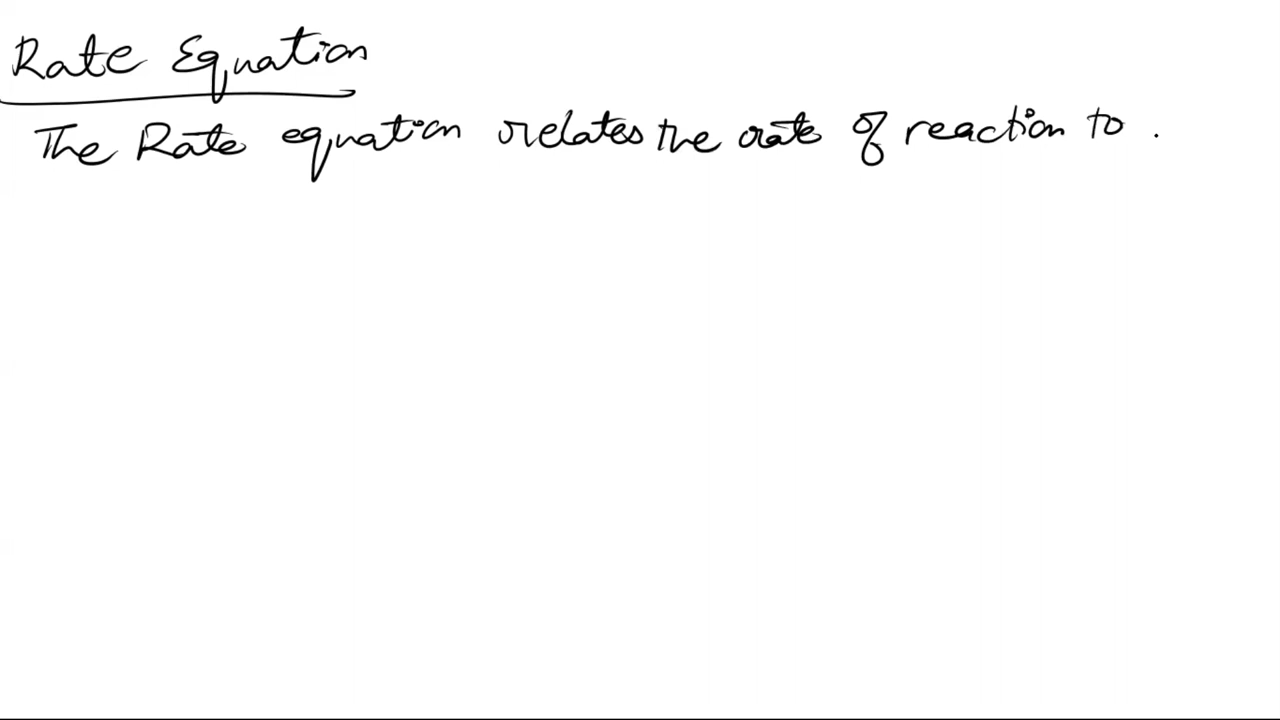 Rate Equation
The Rate equation relates the rate of reaction to .